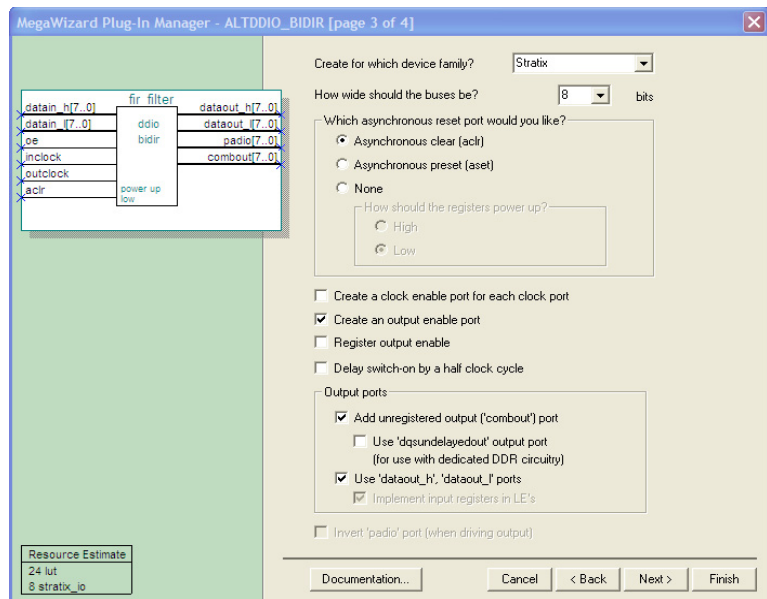 MegaWizard Plug-In Manager - ALTDDIO_BIDIR [page 3 of 4]
fir_filter
datain_h[7..0]
datain_l[7..0]
oe
inclock
outclock
aclr
ddio
bidir
power up
low
dataout_h[7..0]
dataout_l[7..0]
padio[7..0]
combout[7..0]
Create for which device family?
Stratix
How wide should the buses be?
8
bits
Which asynchronous reset port would you like?
Asynchronous clear (aclr)
Asynchronous preset (aset)
None
How should the registers power up?
High
Low
Create a clock enable port for each clock port
Create an output enable port
Register output enable
Delay switch-on by a half clock cycle
Output ports
Add unregistered output ('combout') port
Use 'dqsundelayedout' output port
(for use with dedicated DDR circuitry)
Use 'dataout_h', 'dataout_l' ports
Implement input registers in LE's
Invert 'padio' port (when driving output)
Resource Estimate
24 lut
8 stratix_io
Documentation...
Cancel
< Back
Next >
Finish